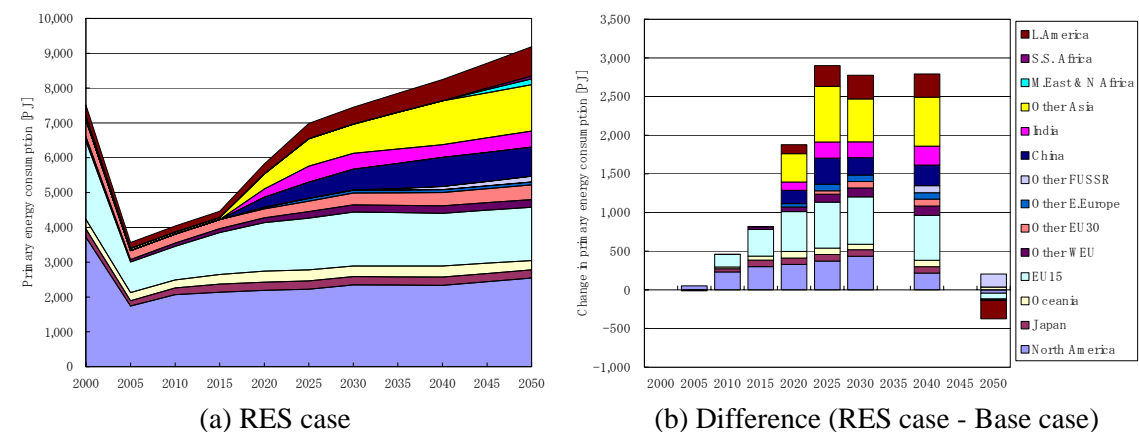 Primary energy consumption [PJ]
10,000
9,000
8,000
7,000
6,000
5,000
4,000
3,000
2,000
1,000
0
2000 2005 2010 2015 2020 2025 2030 2035 2040 2045 2050
(a) RES case
Change in primary energy consumption [PJ]
3,500
3,000
2,500
2,000
1,500
1,000
500
0
−500
−1,000
2000 2005 2010 2015 2020 2025 2030 2035 2040 2045 2050
L.America
S.S. Africa
M.East & N Africa
Other Asia
India
China
Other FUSSR
Other E.Europe
Other EU30
Other WEU
EU15
Oceania
Japan
North America
(b) Difference (RES case - Base case)